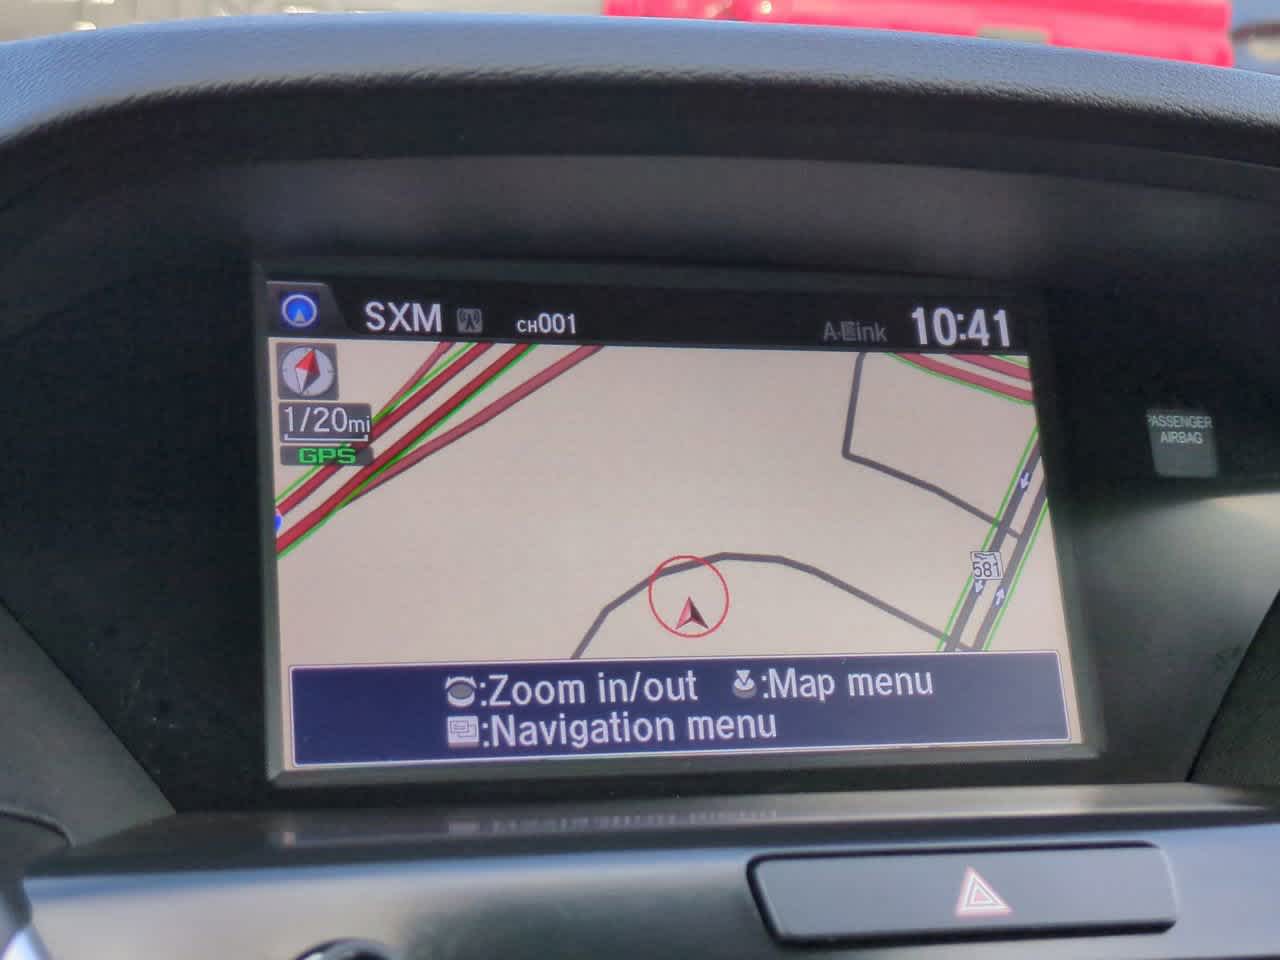 SXM CH001 A-Link 10:41
1/20mi
GPS
PASSENGER
AIRBAG
581
:Zoom in/out :Map menu
:Navigation menu